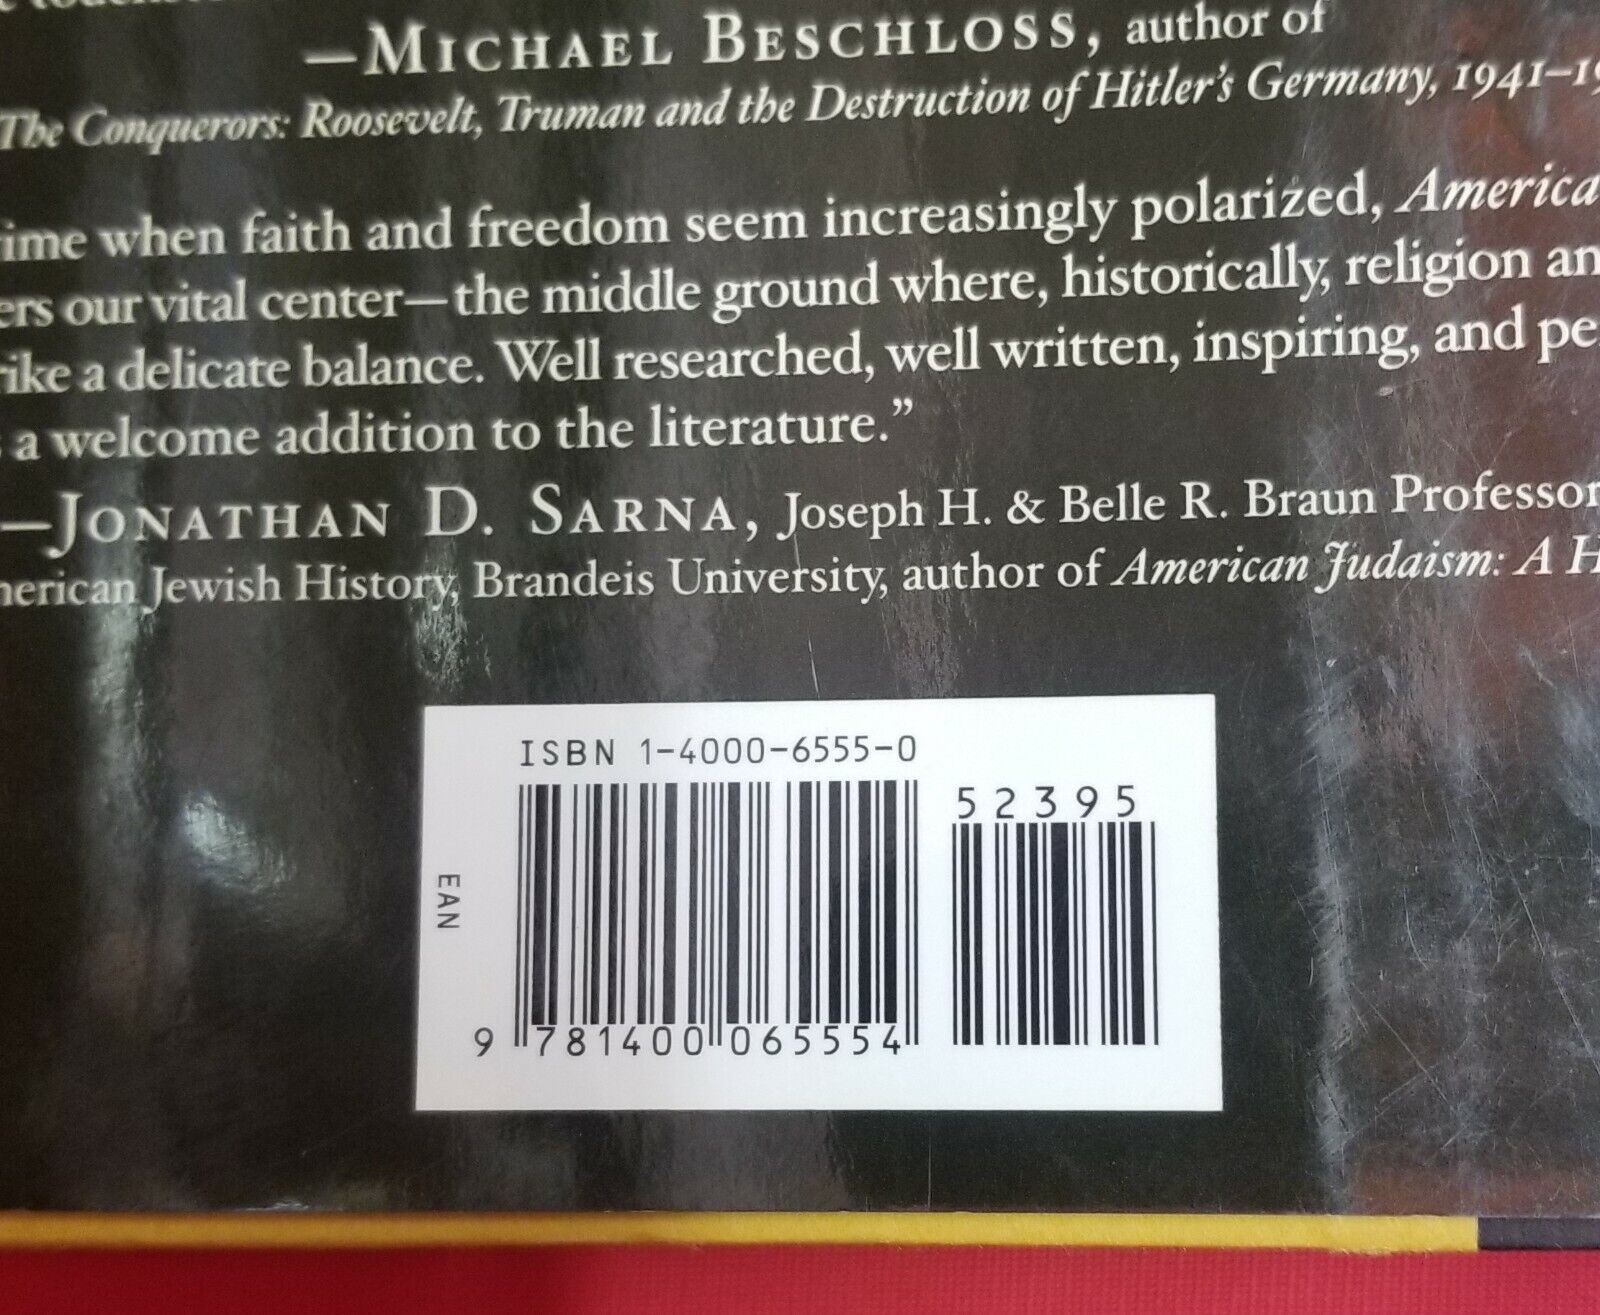 —MICHAEL BESCHLOSS, author of
The Conquerors: Roosevelt, Truman and the Destruction of Hitler's Germany, 1941–19
ime when faith and freedom seem increasingly polarized, America
ers our vital center—the middle ground where, historically, religion an
ike a delicate balance. Well researched, well written, inspiring, and pe
a welcome addition to the literature.”
—JONATHAN D. SARNA, Joseph H. & Belle R. Braun Professor
merican Jewish History, Brandeis University, author of American Judaism: A H
ISBN 1-4000-6555-0
52395
EAN
9 781400 065554